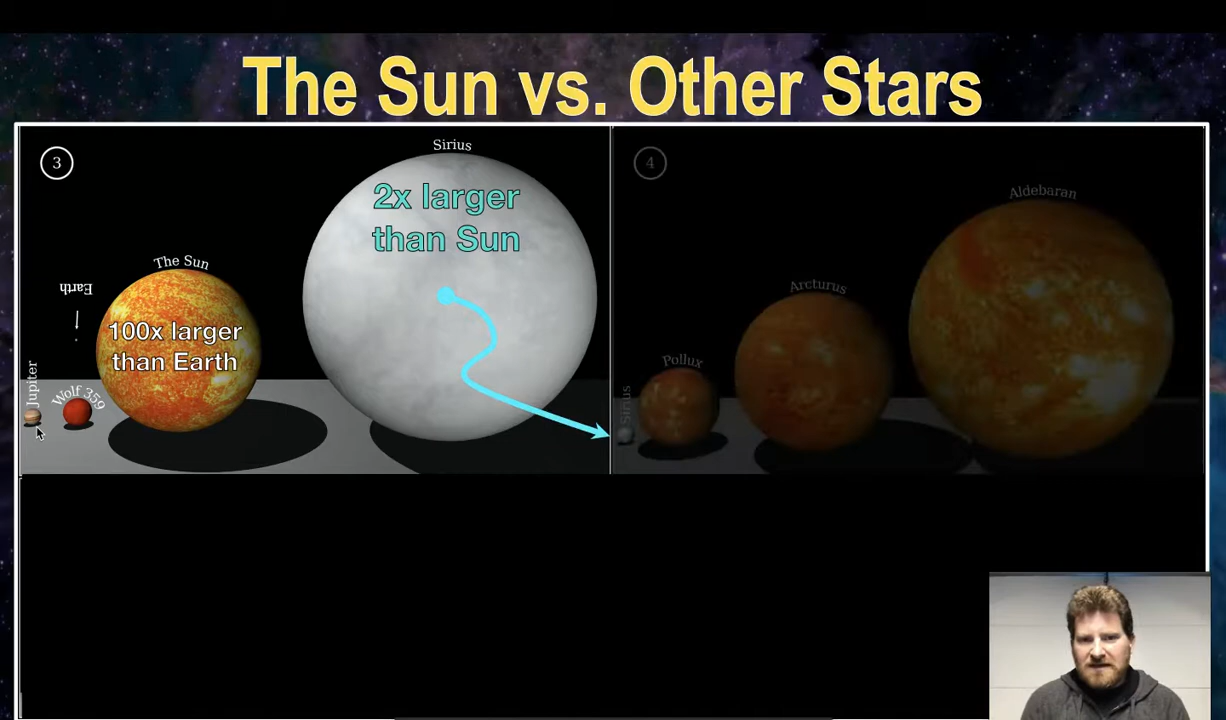 The Sun vs. Other Stars
3
Sirius
2x larger
than Sun
The Sun
Earth
100x larger
than Earth
Jupiter
Wolf 359
4
Aldebaran
Arcturus
Pollux
Sirius